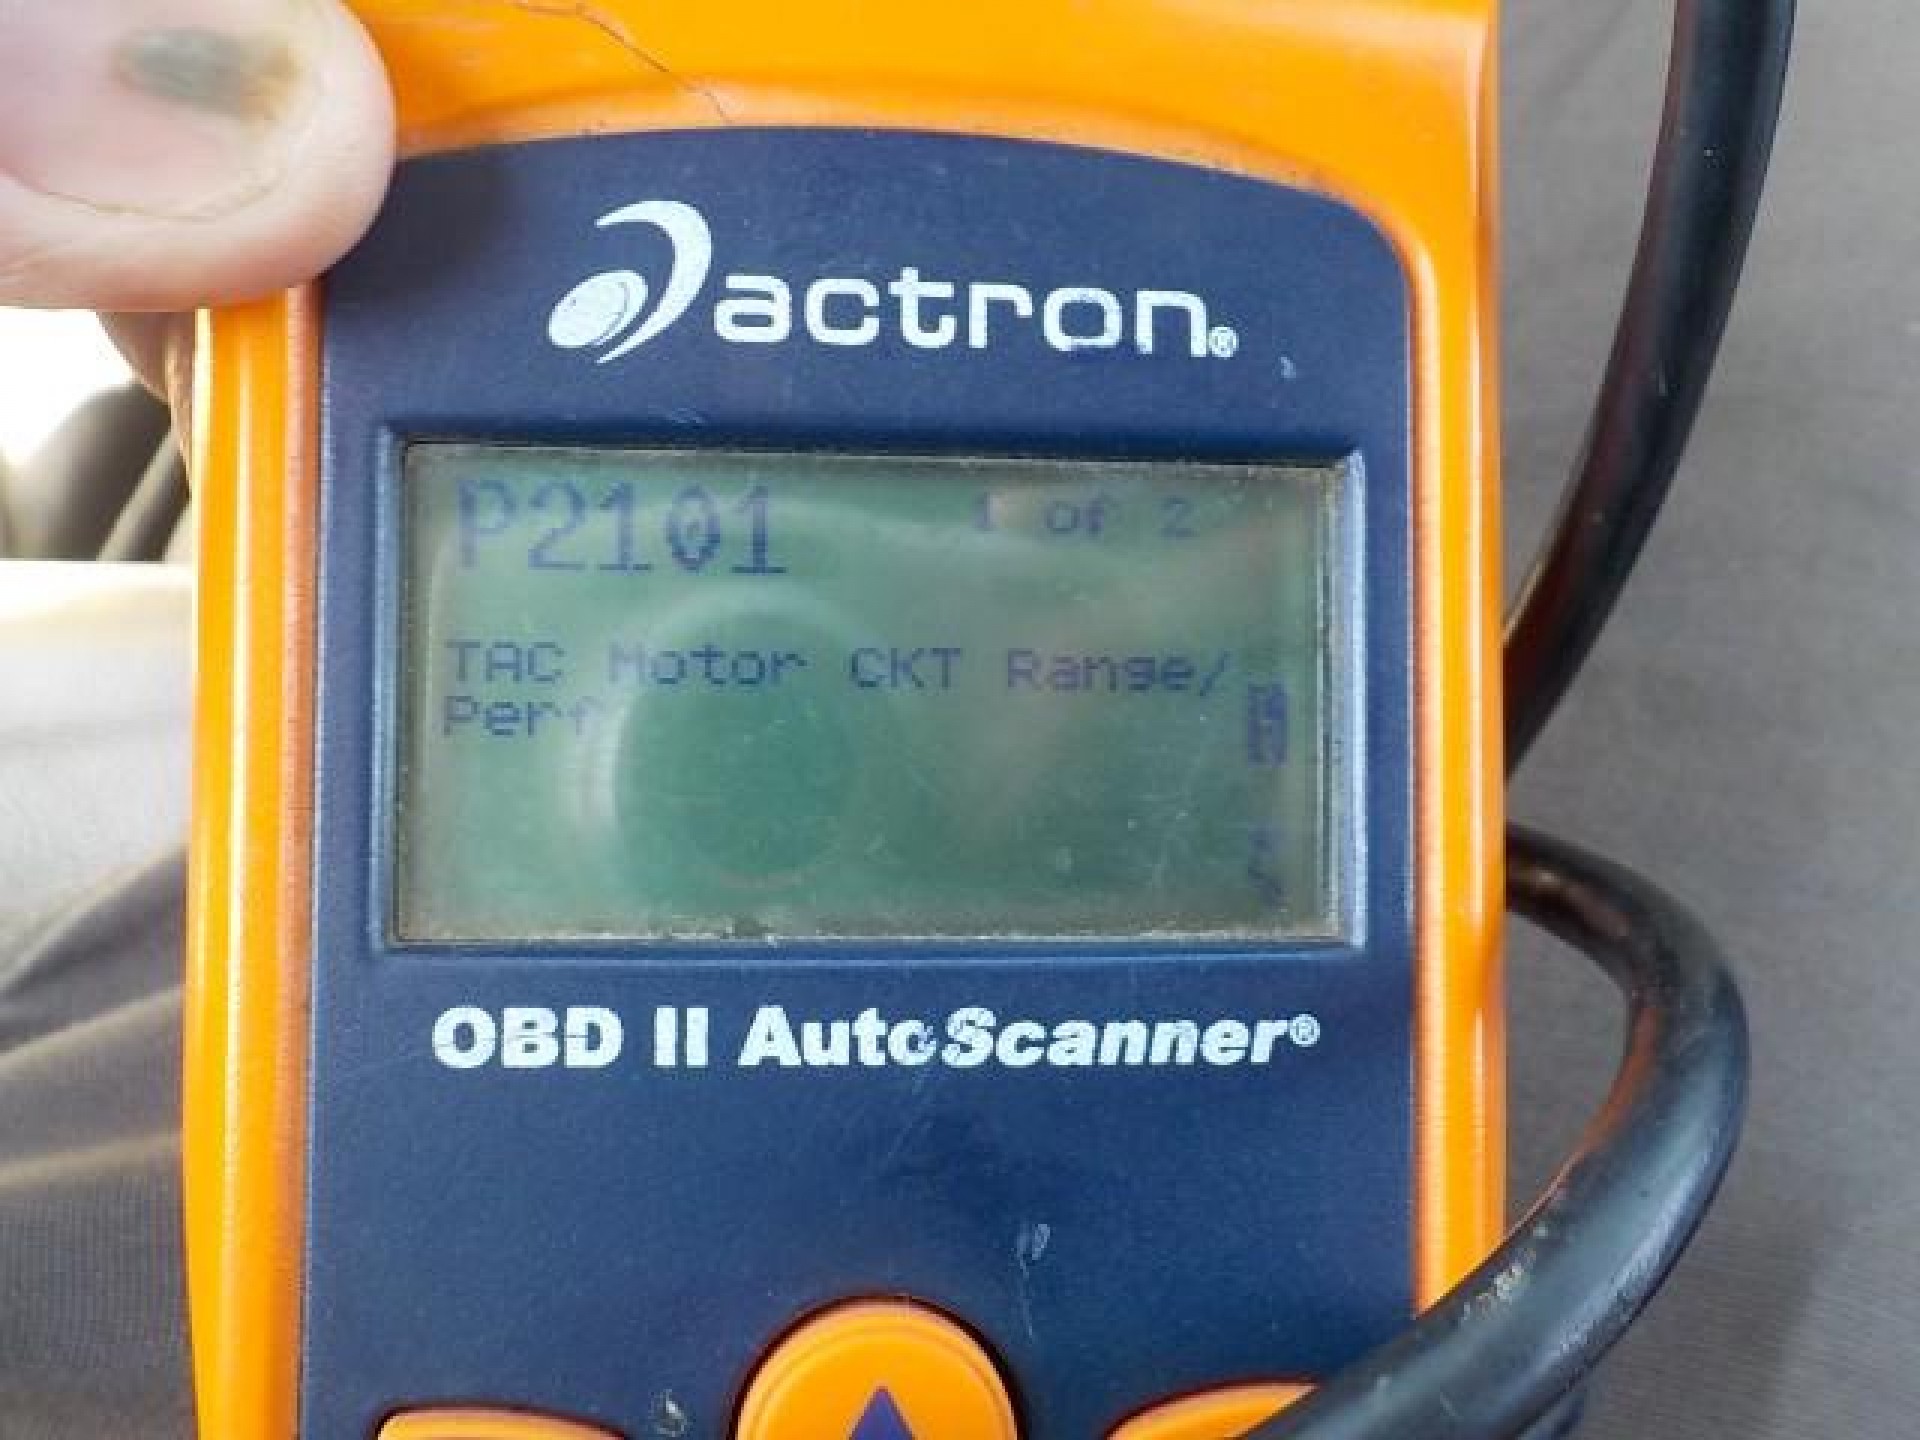 actron®
P2101 1 of 2
TAC Motor CKT Range/
Perf
OBD II AutoScanner®